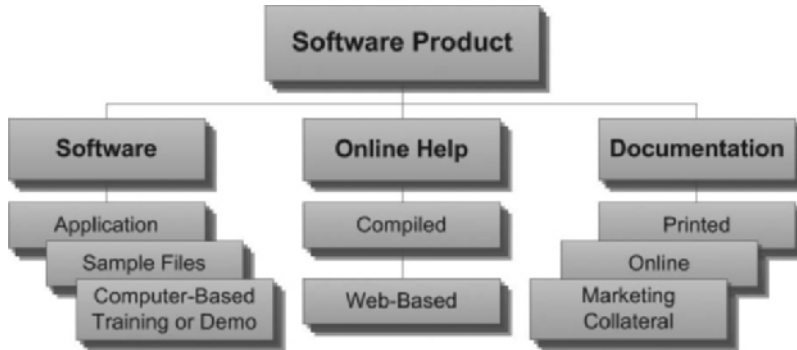 Software Product
Software
Online Help
Documentation
Application
Sample Files
Computer-Based
Training or Demo
Compiled
Web-Based
Printed
Online
Marketing
Collateral